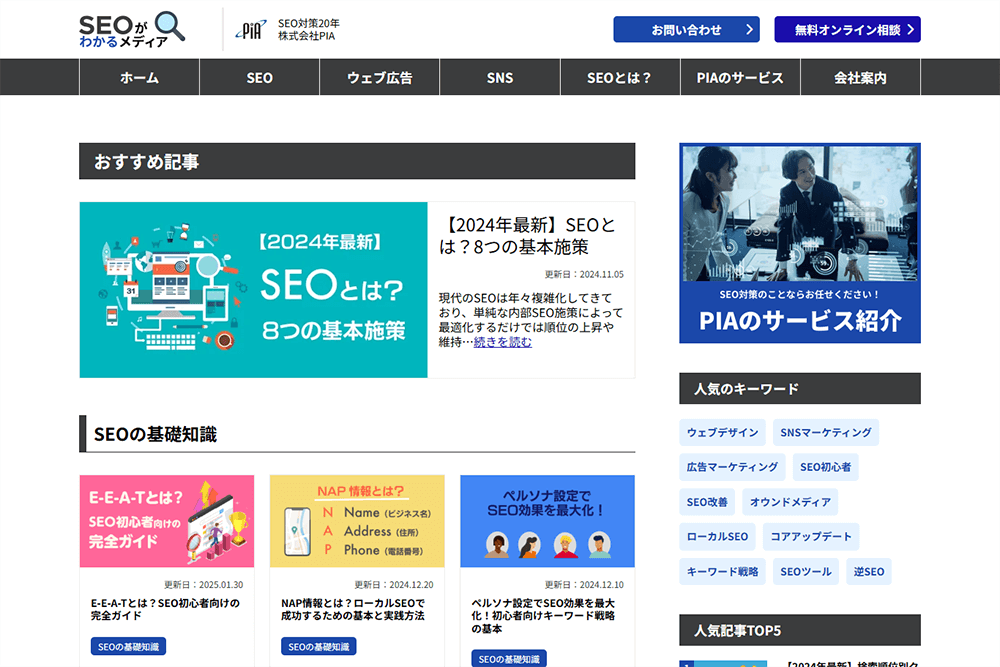 SEOが
わかるメディア
PIA
SEO対策20年
株式会社PIA
お問い合わせ
無料オンライン相談
ホーム
SEO
ウェブ広告
SNS
SEOとは？
PIAのサービス
会社案内
おすすめ記事
【2024年最新】
SEOとは？
8つの基本施策
31
【2024年最新】SEOと
は？8つの基本施策
更新日：2024.11.05
現代のSEOは年々複雑化してきて
おり、単純な内部SEO施策によって
最適化するだけでは順位の上昇や
維持…続きを読む
SEO対策のことならお任せください！
PIAのサービス紹介
人気のキーワード
ウェブデザイン
SNSマーケティング
広告マーケティング
SEO初心者
SEO改善
オウンドメディア
ローカルSEO
コアアップデート
キーワード戦略
SEOツール
逆SEO
SEOの基礎知識
E-E-A-Tとは？
SEO初心者向けの
完全ガイド
更新日：2025.01.30
E-E-A-Tとは？SEO初心者向けの
完全ガイド
SEOの基礎知識
NAP 情報とは？
N Name（ビジネス名）
A Address（住所）
P Phone（電話番号）
更新日：2024.12.20
NAP情報とは？ローカルSEOで
成功するための基本と実践方法
SEOの基礎知識
ペルソナ設定で
SEO効果を最大化！
更新日：2024.12.10
ペルソナ設定でSEO効果を最大
化！初心者向けキーワード戦略
の基本
SEOの基礎知識
人気記事TOP5
【2024年最新】検索順位別ク